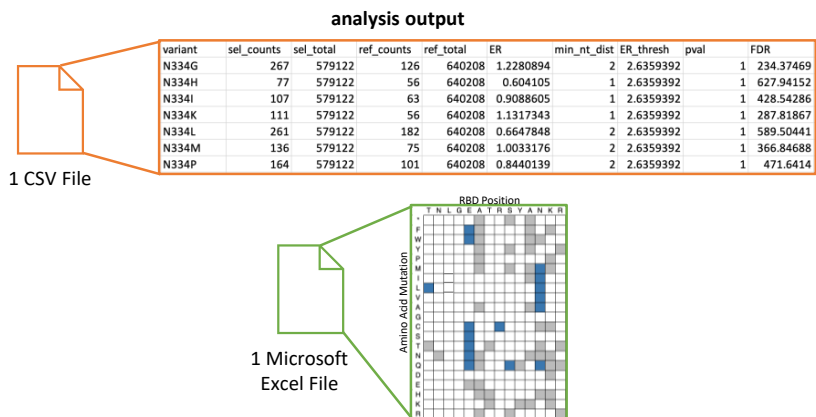 analysis output
variant sel_counts sel_total ref_counts ref_total ER min_nt_dist ER_thresh pval FDR
N334G 267 579122 126 640208 1.2280894 2 2.6359392 1 234.37469
N334H 77 579122 56 640208 0.604105 1 2.6359392 1 627.94152
N334I 107 579122 63 640208 0.9088605 1 2.6359392 1 428.54286
N334K 111 579122 56 640208 1.1317343 1 2.6359392 1 287.81867
N334L 261 579122 182 640208 0.6647848 2 2.6359392 1 589.50441
N334M 136 579122 75 640208 1.0033176 2 2.6359392 1 366.84688
N334P 164 579122 101 640208 0.8440139 2 2.6359392 1 471.6414
1 CSV File
RBD Position
T N L G E A T R S Y A N K R
Amino Acid Mutation
*
F
W
Y
P
M
I
L
V
A
G
C
S
T
N
Q
D
E
H
K
R
1 Microsoft
Excel File